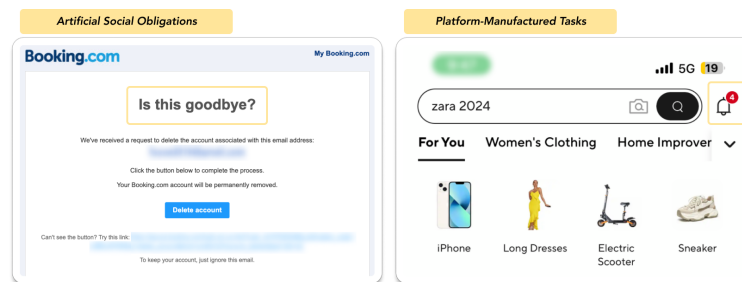 Artificial Social Obligations
Booking.com
My Booking.com
Is this goodbye?
We've received a request to delete the account associated with this email address:
Click the button below to complete the process.
Your Booking.com account will be permanently removed.
Delete account
Can't see the button? Try this link:
To keep your account, just ignore this email.
Platform-Manufactured Tasks
5G 19
zara 2024
4
For You Women's Clothing Home Improver
iPhone Long Dresses Electric Sneaker
Scooter